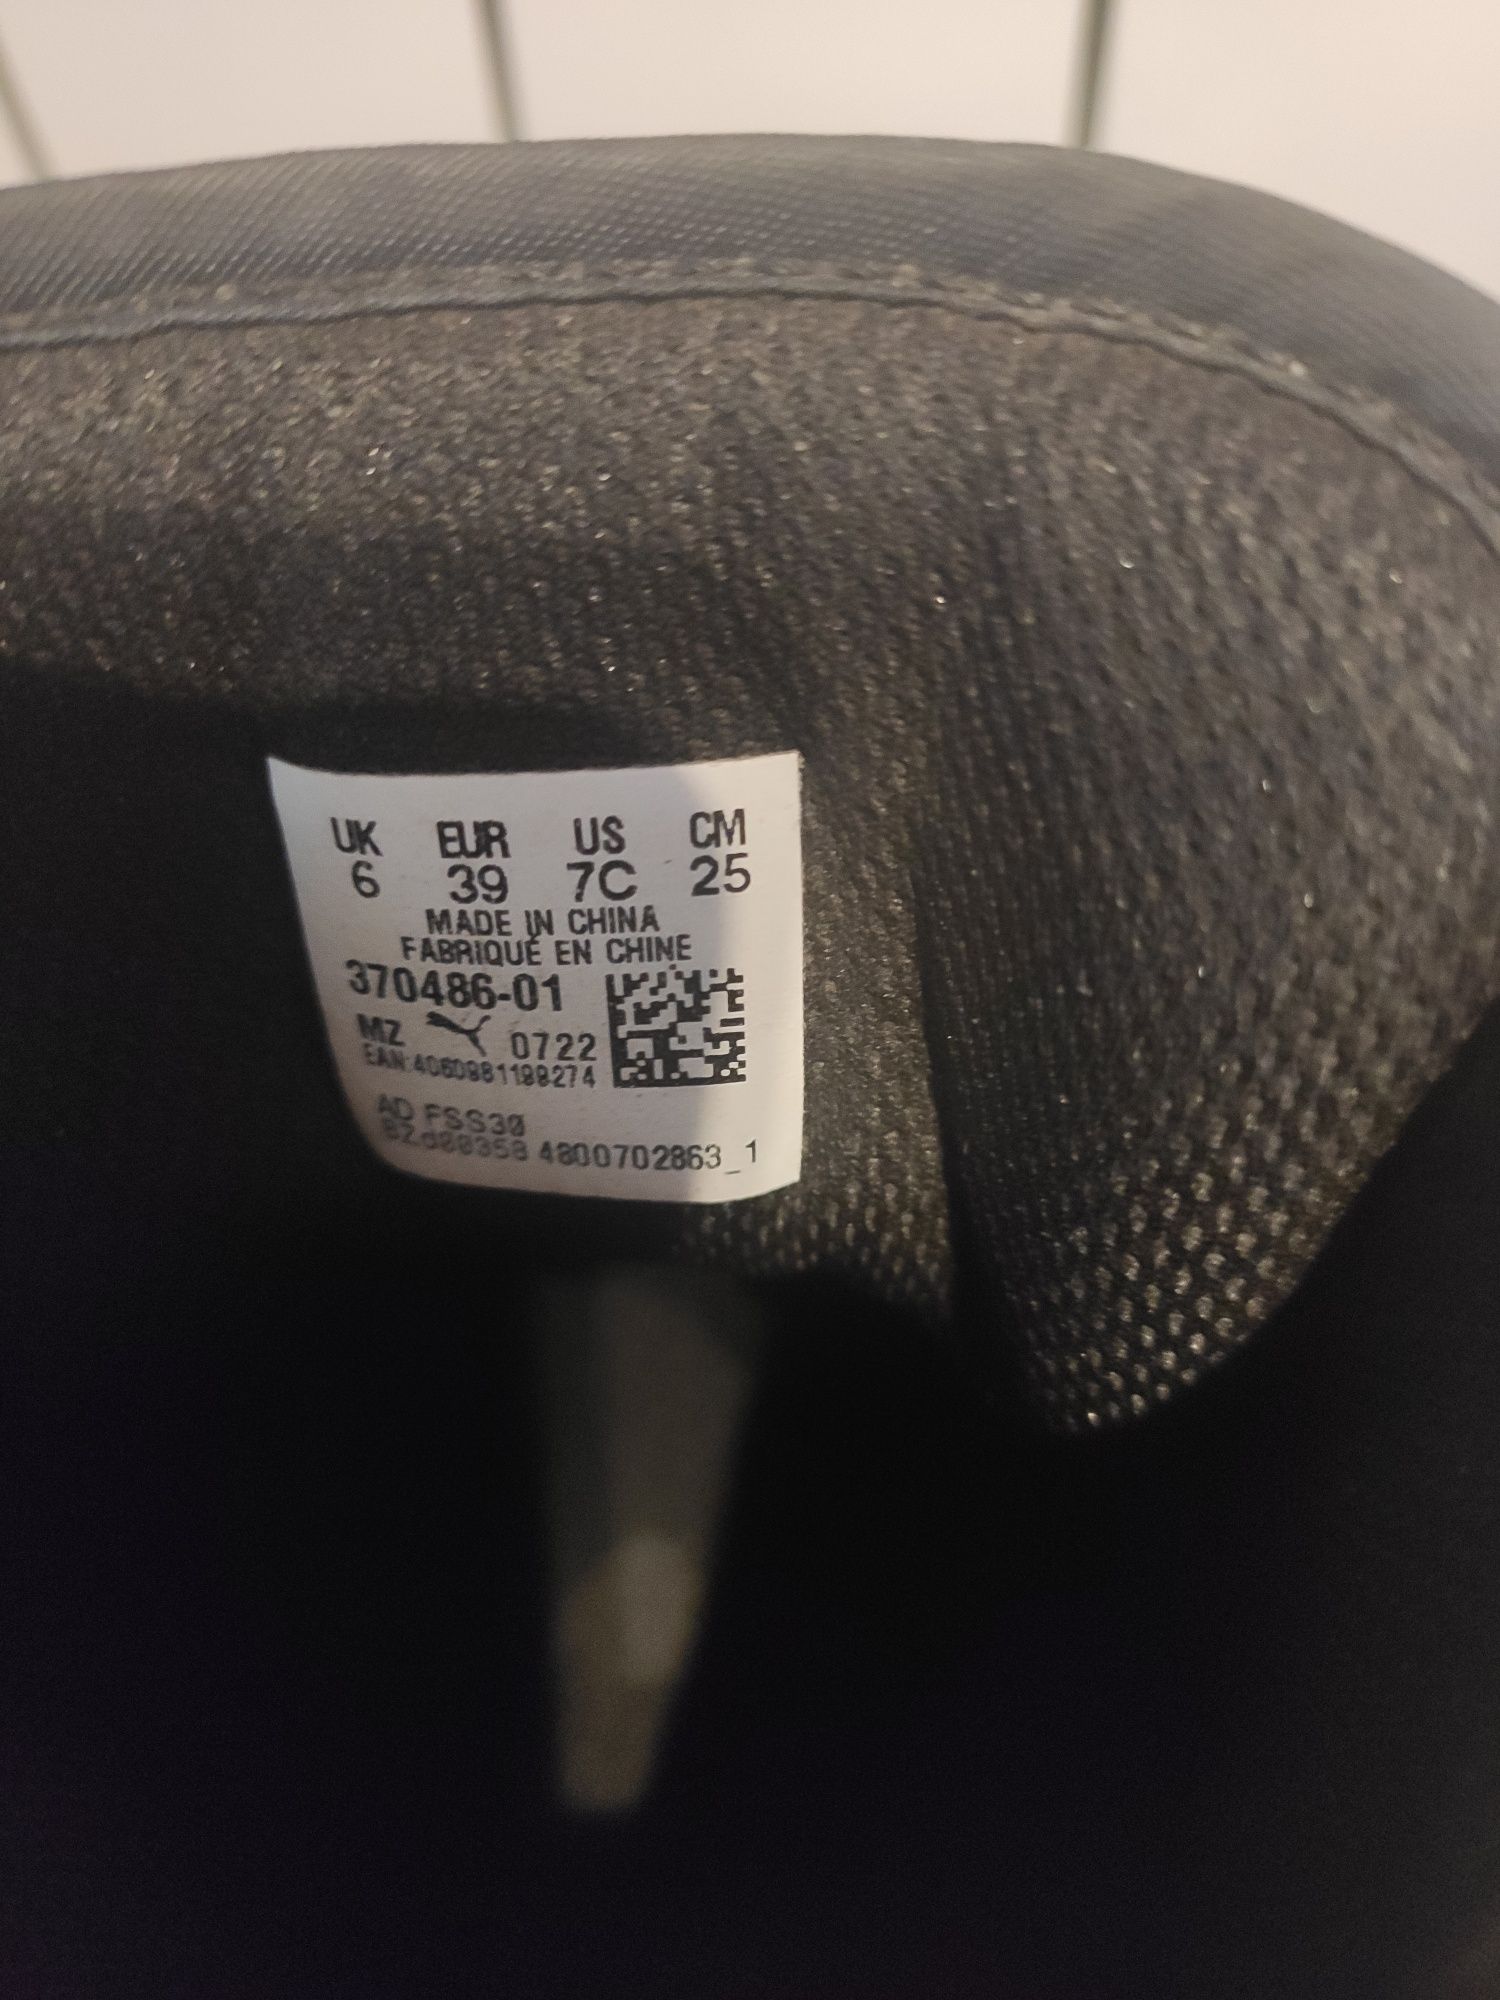 UK EUR US CM
6 39 7C 25
MADE IN CHINA
FABRIQUÉ EN CHINE
370486-01
MZ 0722
EAN:4060981199274
AD FSS30
4800702863_1